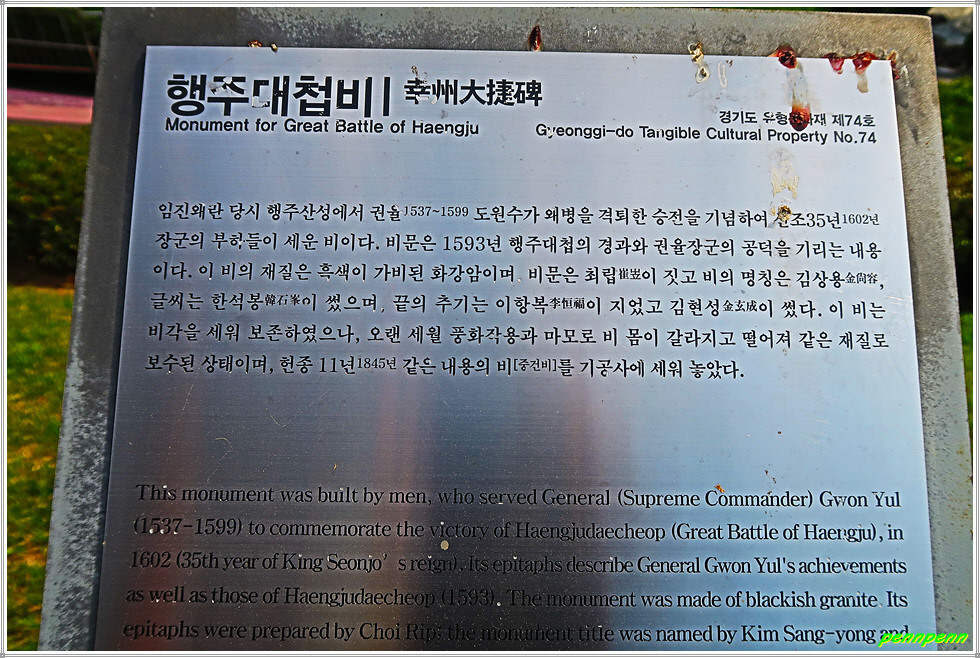 행주대첩비 幸州大捷碑
Monument for Great Battle of Haengju
경기도 유형문화재 제74호
Gyeonggi-do Tangible Cultural Property No.74
임진왜란 당시 행주산성에서 권율1537~1599 도원수가 왜병을 격퇴한 승전을 기념하여 선조35년1602년
장군의 부하들이 세운 비이다. 비문은 1593년 행주대첩의 경과와 권율장군의 공덕을 기리는 내용
이다. 이 비의 재질은 흑색이 가비된 화강암이며, 비문은 최립崔岦이 짓고 비의 명칭은 김상용金尙容,
글씨는 한석봉韓石峯이 썼으며, 끝의 추기는 이항복李恒福이 지었고 김현성金玄成이 썼다. 이 비는
비각을 세워 보존하였으나, 오랜 세월 풍화작용과 마모로 비 몸이 갈라지고 떨어져 같은 재질로
보수된 상태이며, 헌종 11년1845년 같은 내용의 비[중건비]를 기공사에 세워 놓았다.
This monument was built by men, who served General (Supreme Commander) Gwon Yul
(1537-1599) to commemorate the victory of Haengjudaecheop (Great Battle of Haengju), in
1602 (35th year of King Seonjo's reign). Its epitaphs describe General Gwon Yul's achievements
as well as those of Haengjudaecheop (1593). The monument was made of blackish granite. Its
epitaphs were prepared by Choi Rip; the monument title was named by Kim Sang-yong and
pennpenn